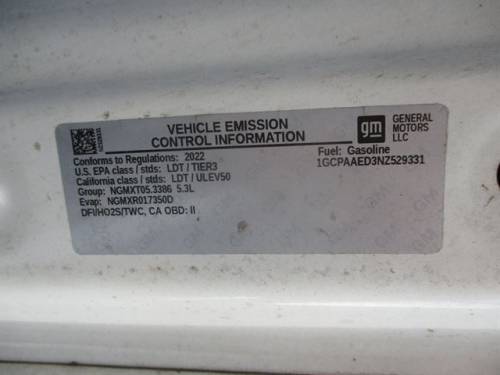 VEHICLE EMISSION
CONTROL INFORMATION
gm
GENERAL
MOTORS
LLC
Conforms to Regulations: 2022
U.S. EPA class / stds: LDT / TIER3
California class / stds: LDT / ULEV50
Group: NGMXT05.3386 5.3L
Evap: NGMXR017350D
DFI/HO2S/TWC, CA OBD: II
Fuel: Gasoline
1GCPAAED3NZ529331